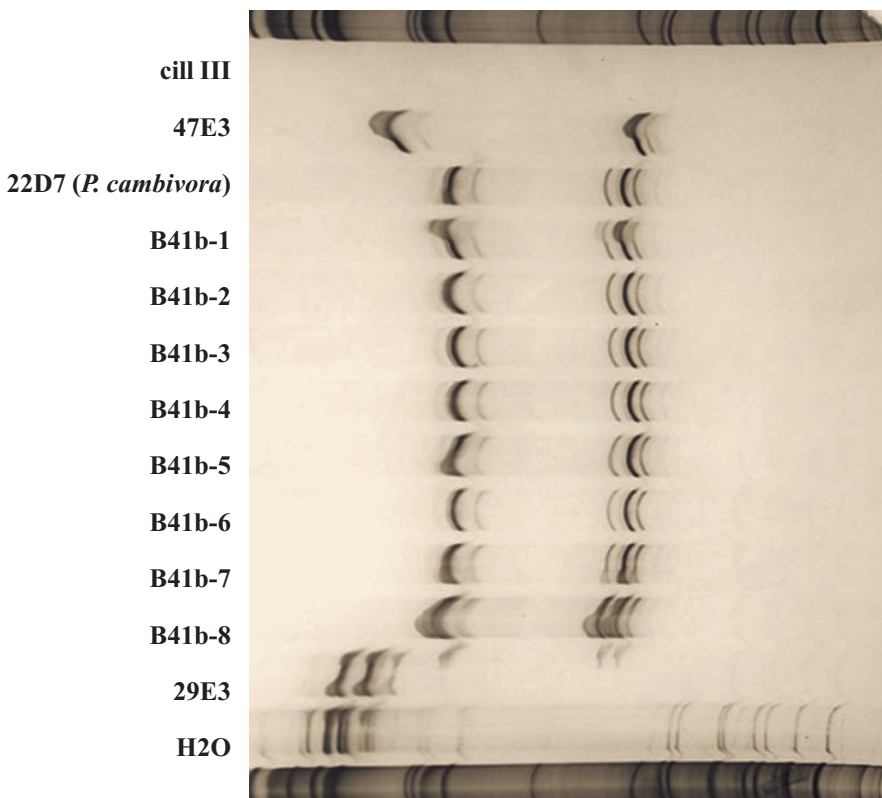 cill III
47E3
22D7 (P. cambivora)
B41b-1
B41b-2
B41b-3
B41b-4
B41b-5
B41b-6
B41b-7
B41b-8
29E3
H2O